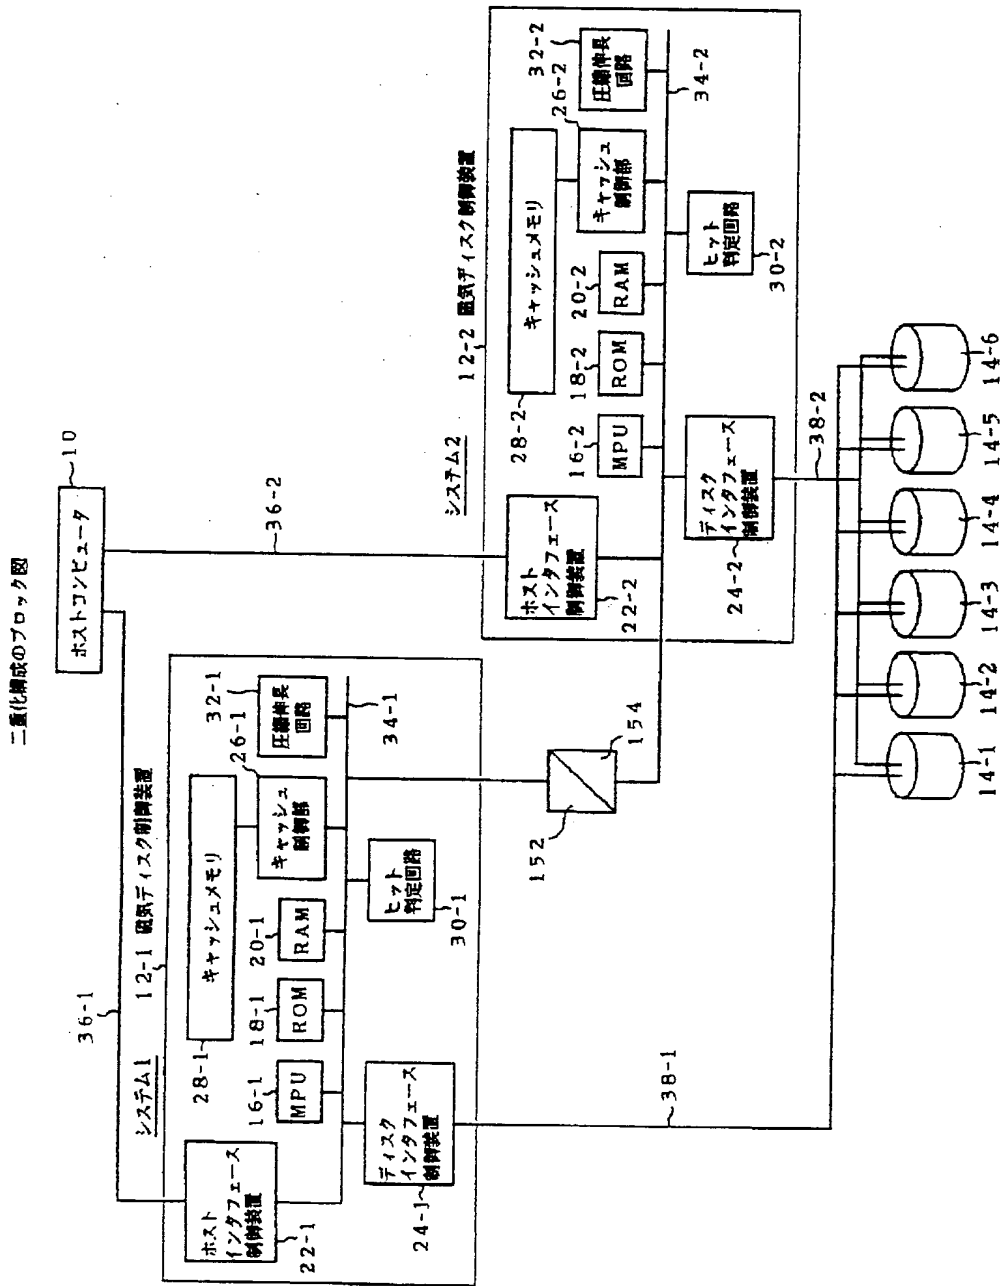 二重化構成のブロック図
10
ホストコンピュータ
36-1
36-2
システム1
12-1 磁気ディスク制御装置
28-1
キャッシュメモリ
32-1
圧縮伸長
回路
26-1
キャッシュ
制御部
16-1
MPU
18-1
ROM
20-1
RAM
34-1
ホスト
インタフェース
制御装置
22-1
ディスク
インタフェース
制御装置
24-1
ヒット
判定回路
30-1
152
154
システム2
12-2 磁気ディスク制御装置
28-2
キャッシュメモリ
32-2
圧縮伸長
回路
26-2
キャッシュ
制御部
16-2
MPU
18-2
ROM
20-2
RAM
34-2
ホスト
インタフェース
制御装置
22-2
ディスク
インタフェース
制御装置
24-2
ヒット
判定回路
30-2
38-1
38-2
14-1
14-2
14-3
14-4
14-5
14-6